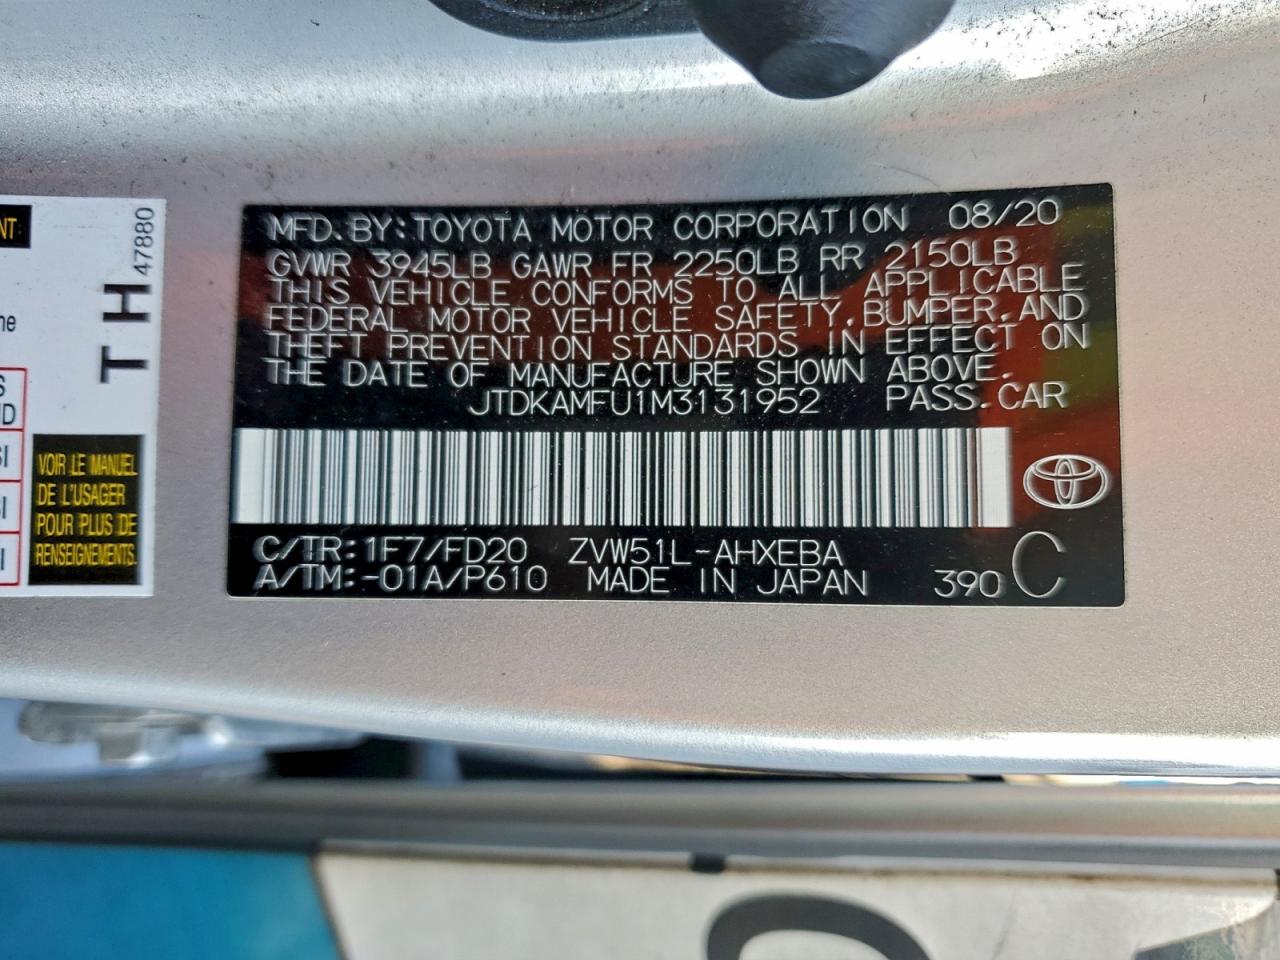 MFD. BY: TOYOTA MOTOR CORPORATION 08/20
GVWR 3945LB GAWR FR 2250LB RR 2150LB
THIS VEHICLE CONFORMS TO ALL APPLICABLE
FEDERAL MOTOR VEHICLE SAFETY, BUMPER, AND
THEFT PREVENTION STANDARDS IN EFFECT ON
THE DATE OF MANUFACTURE SHOWN ABOVE.
JTDKAMFU1M3131952 PASS. CAR
C/TR: 1F7/FD20 ZVW51L-AHXEBA
A/TM: -01A/P610 MADE IN JAPAN 390 C
TH 47880
VOIR LE MANUEL
DE L'USAGER
POUR PLUS DE
RENSEIGNEMENTS.